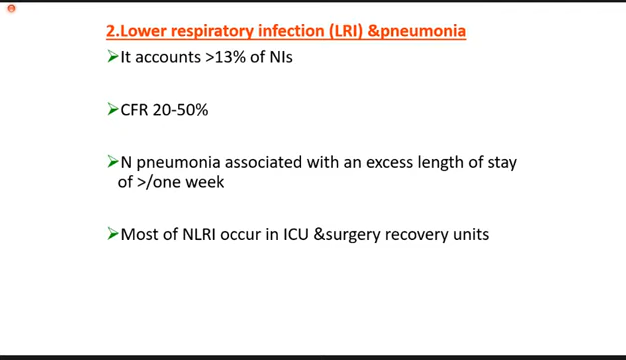 2.Lower respiratory infection (LRI) &pneumonia
It accounts >13% of NIs
CFR 20-50%
N pneumonia associated with an excess length of stay
of >/one week
Most of NLRI occur in ICU &surgery recovery units